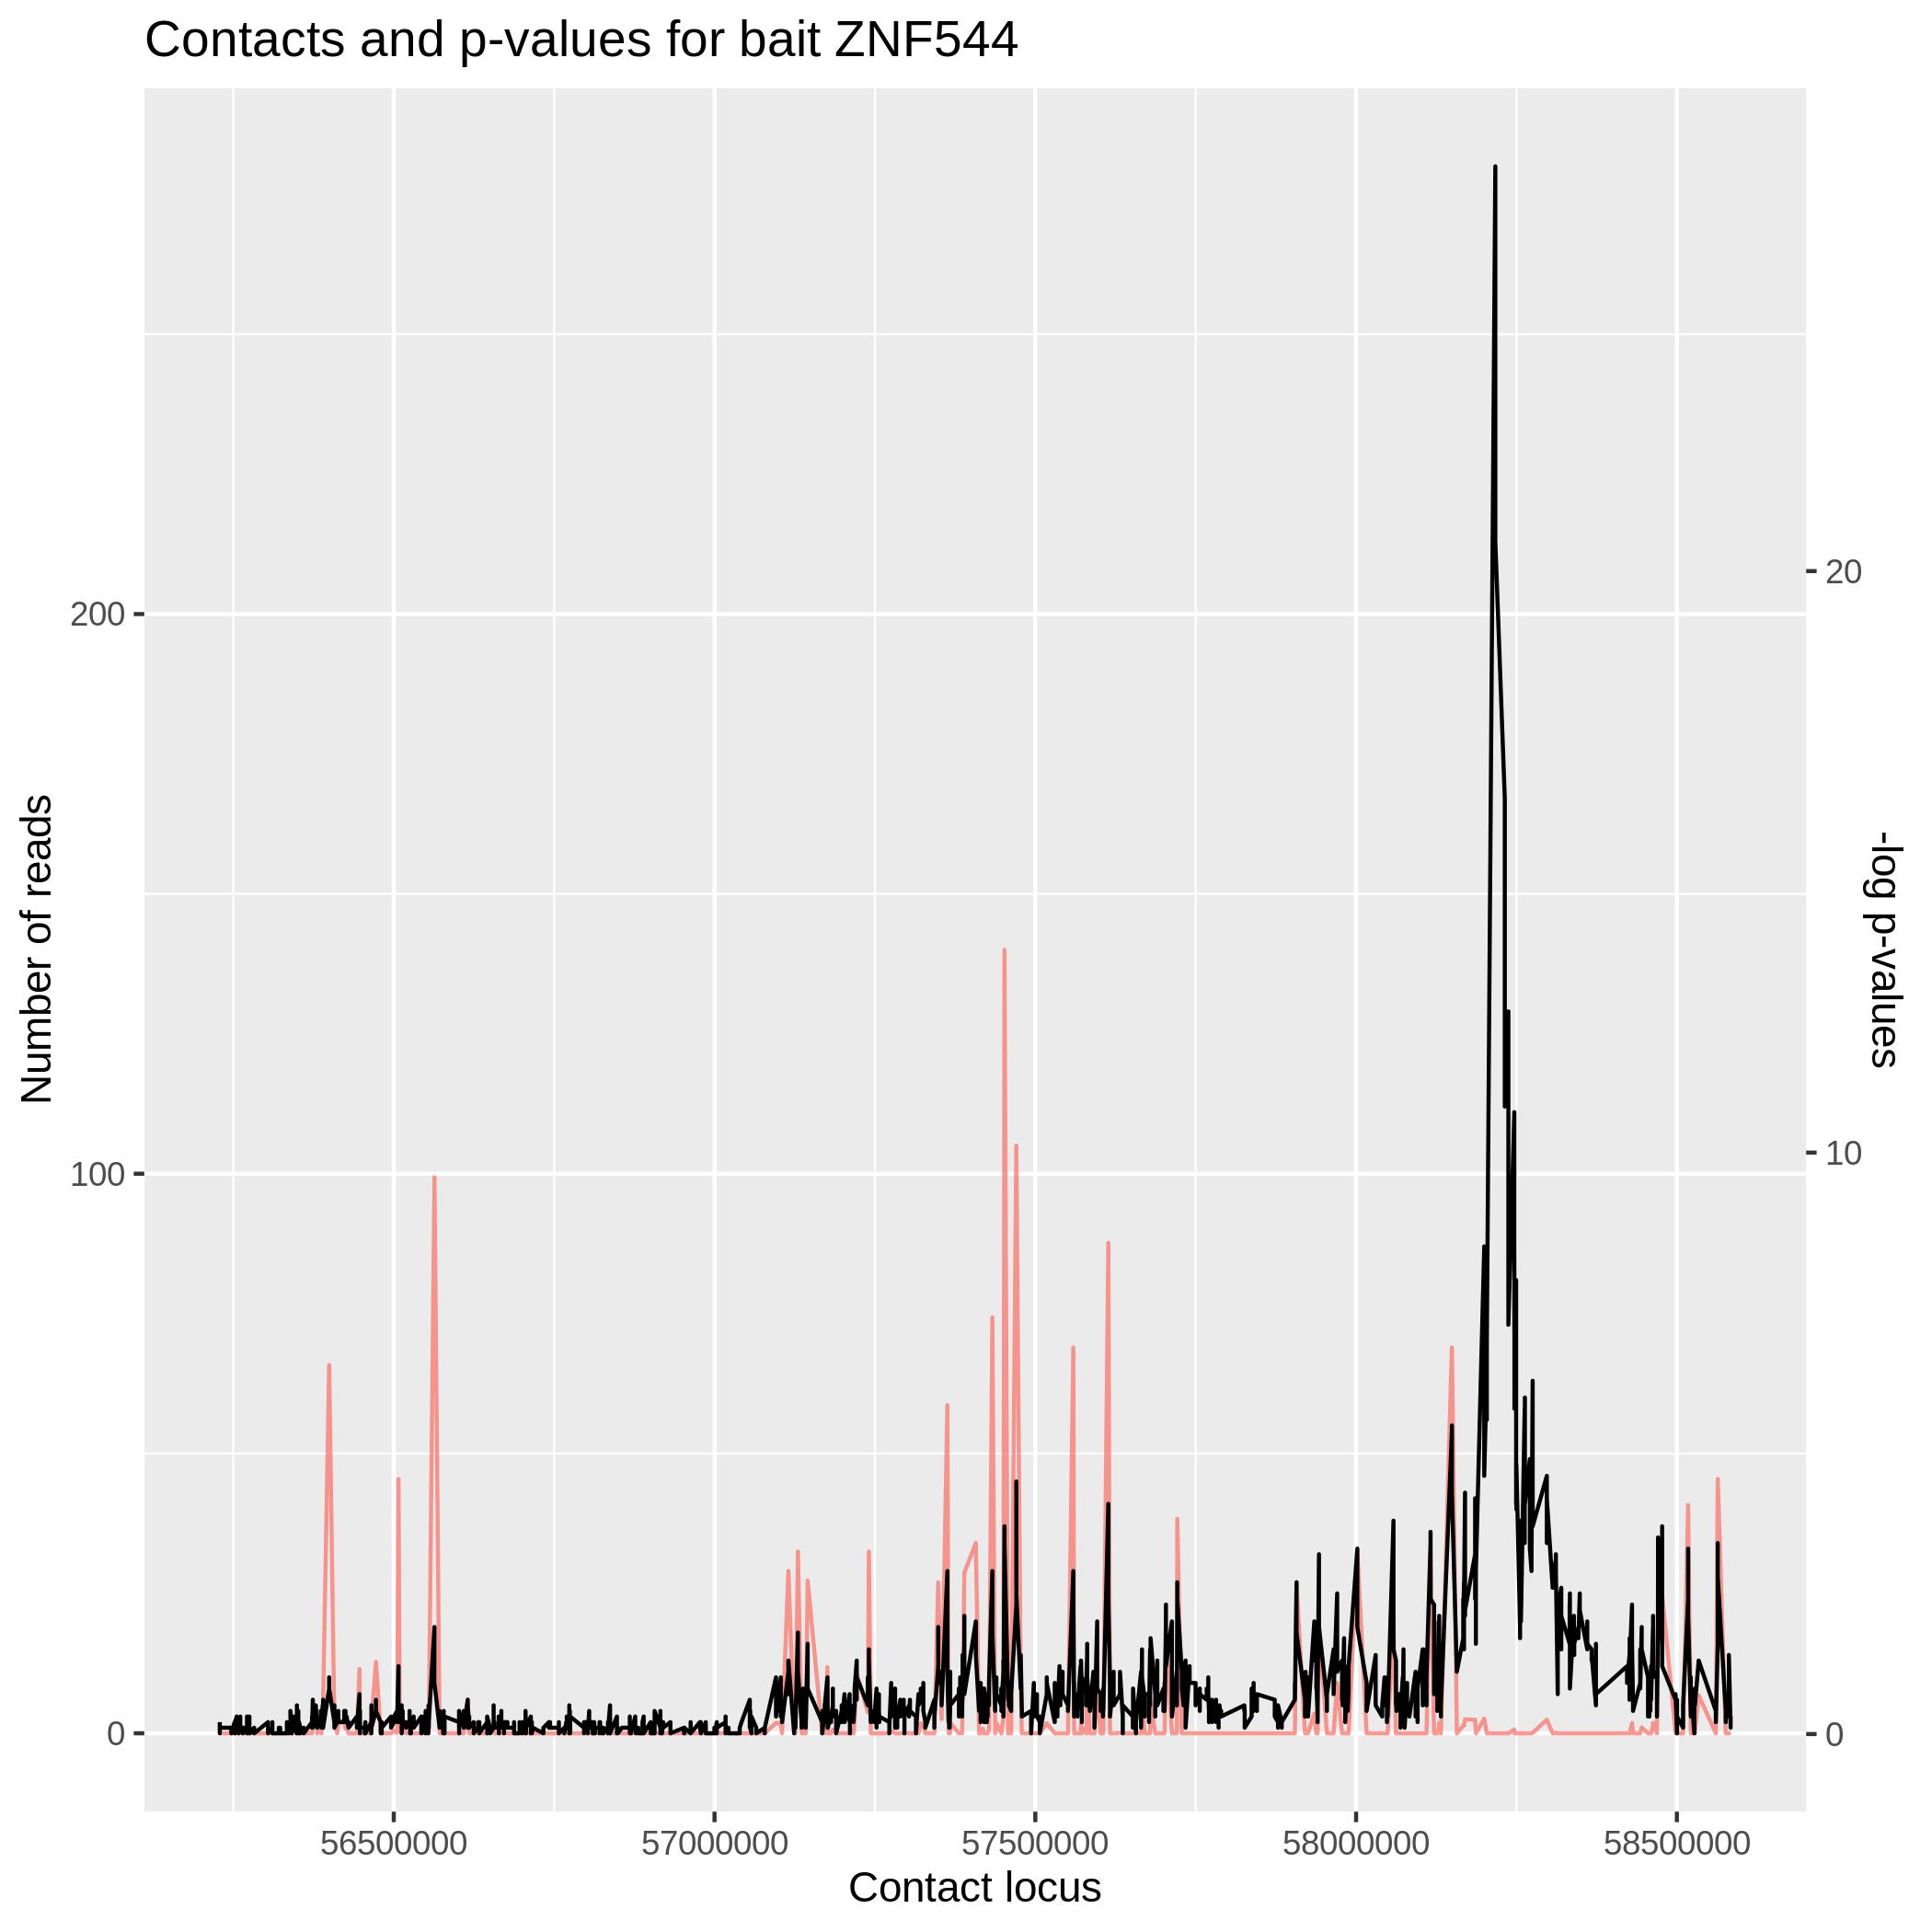 Contacts and p-values for bait ZNF544
Number of reads
200
100
0
20
10
0
-log p-values
56500000 57000000 57500000 58000000 58500000
Contact locus